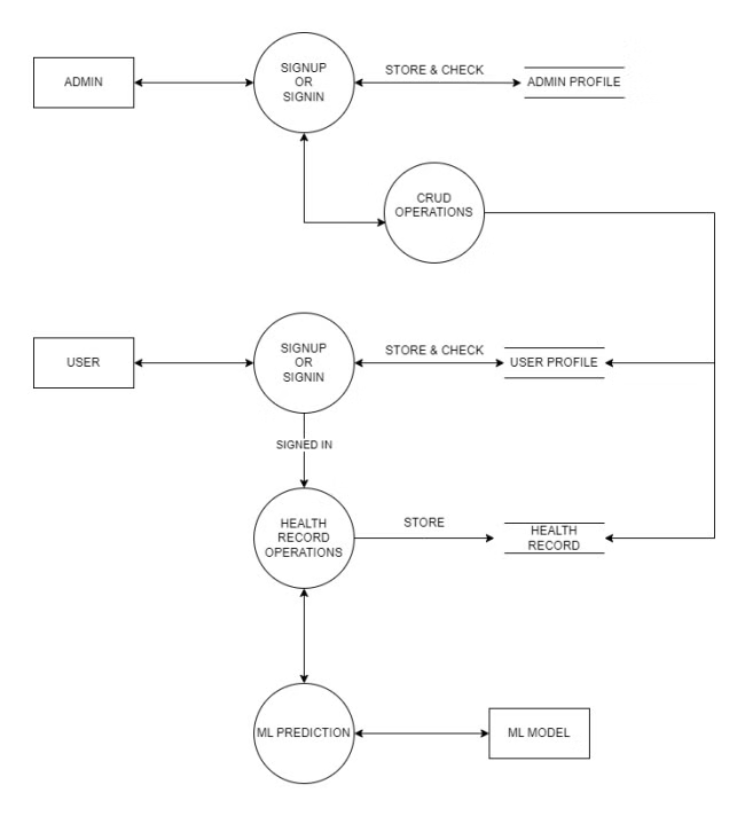 SIGNUP
OR
SIGNIN
ADMIN
STORE & CHECK
ADMIN PROFILE
CRUD
OPERATIONS
SIGNUP
OR
SIGNIN
USER
STORE & CHECK
USER PROFILE
SIGNED IN
HEALTH
RECORD
OPERATIONS
STORE
HEALTH
RECORD
ML PREDICTION
ML MODEL